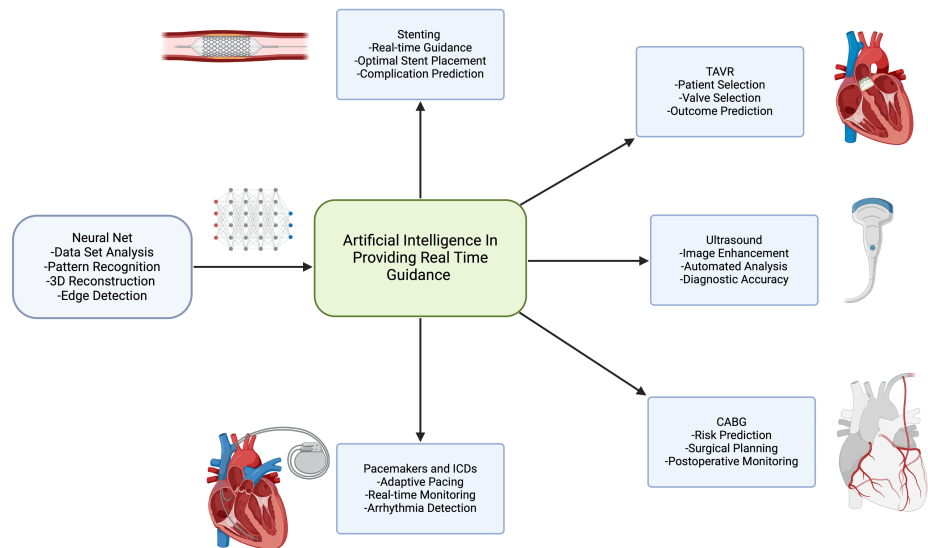 Stenting
-Real-time Guidance
-Optimal Stent Placement
-Complication Prediction
TAVR
-Patient Selection
-Valve Selection
-Outcome Prediction
Neural Net
-Data Set Analysis
-Pattern Recognition
-3D Reconstruction
-Edge Detection
Artificial Intelligence In
Providing Real Time
Guidance
Ultrasound
-Image Enhancement
-Automated Analysis
-Diagnostic Accuracy
CABG
-Risk Prediction
-Surgical Planning
-Postoperative Monitoring
Pacemakers and ICDs
-Adaptive Pacing
-Real-time Monitoring
-Arrhythmia Detection